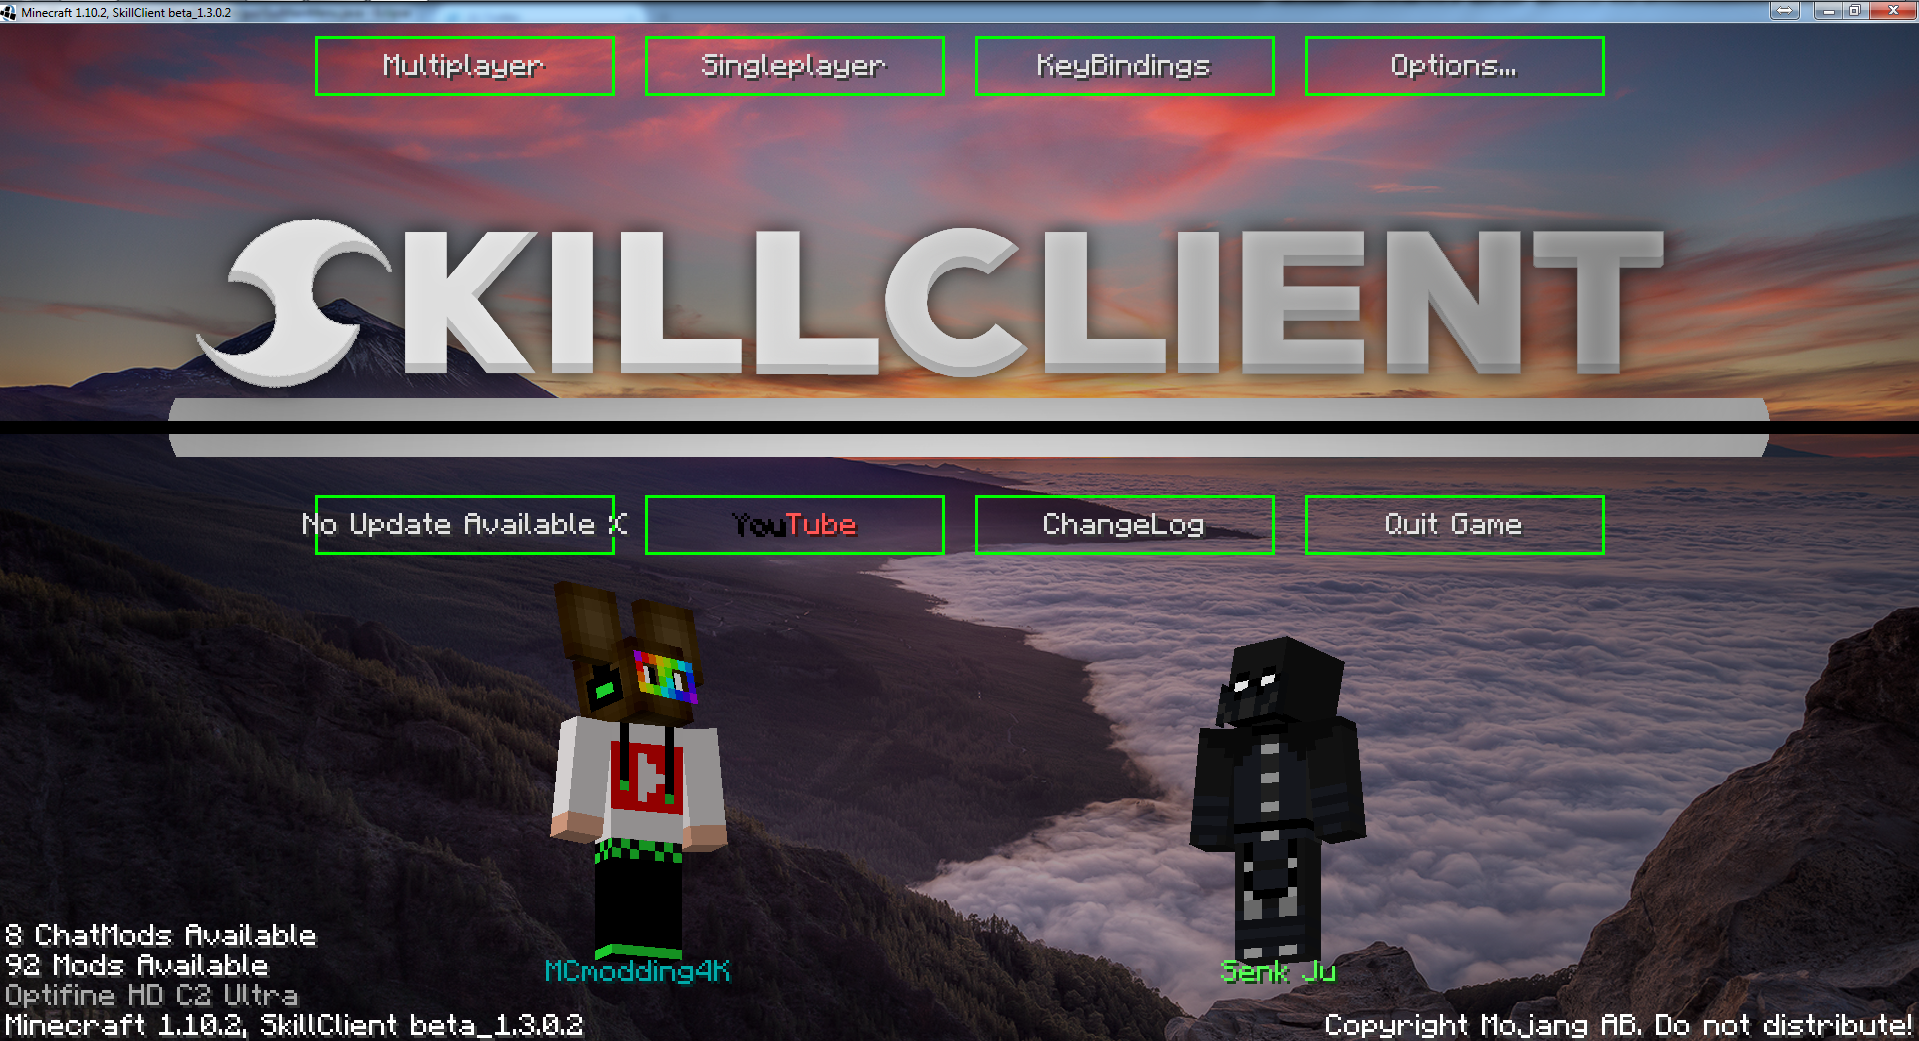 Minecraft 1.10.2, SkillClient beta_1.3.0.2
Multiplayer
Singleplayer
KeyBindings
Options...
SKILLCLIENT
No Update Available X
YouTube
ChangeLog
Quit Game
8 ChatMods Available
92 Mods Available
Optifine HD C2 Ultra
Minecraft 1.10.2, SkillClient beta_1.3.0.2
MCmodding4K
Senk Ju
Copyright Mojang AB. Do not distribute!